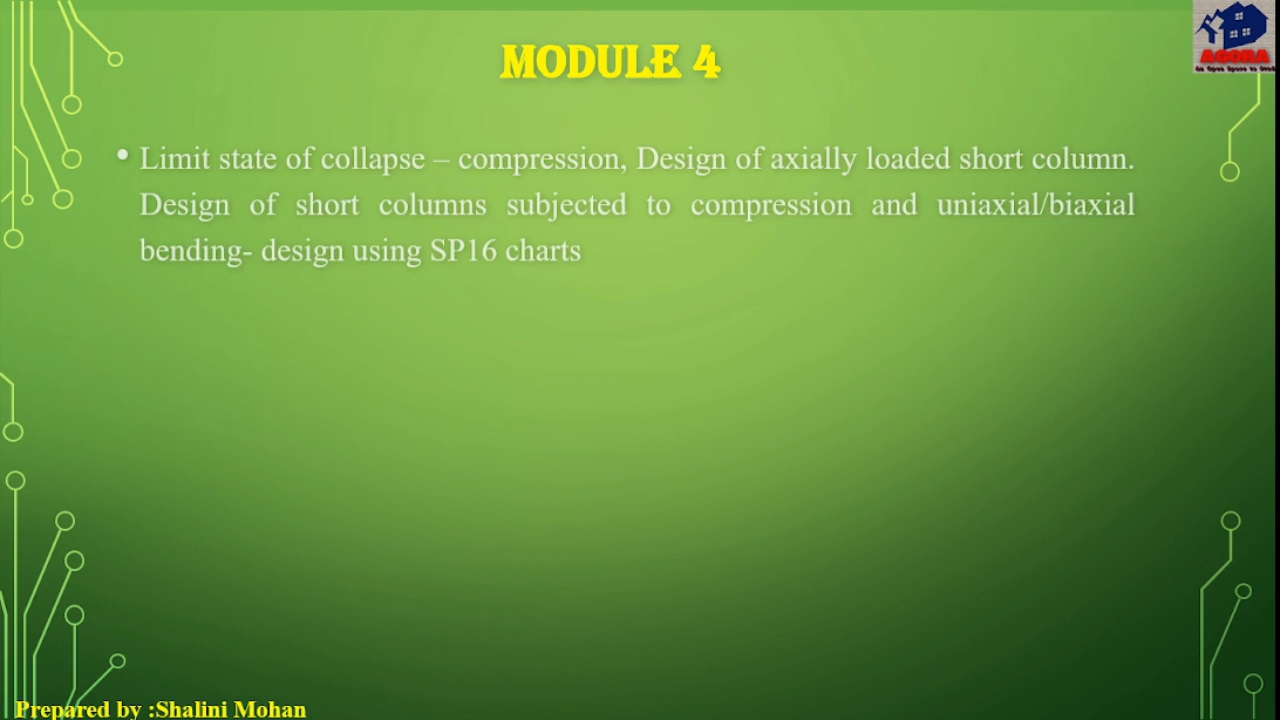 MODULE 4
AGORA
• Limit state of collapse – compression, Design of axially loaded short column.
Design of short columns subjected to compression and uniaxial/biaxial
bending- design using SP16 charts
Prepared by :Shalini Mohan